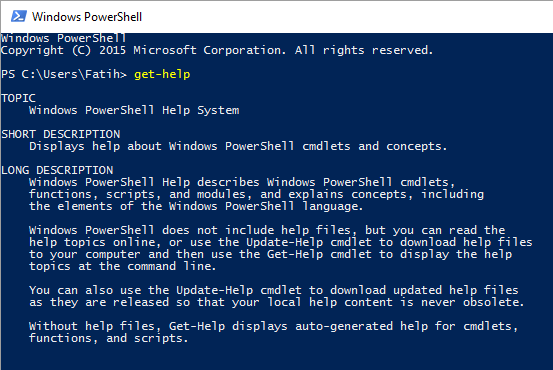 Windows PowerShell
Windows PowerShell
Copyright (C) 2015 Microsoft Corporation. All rights reserved.
PS C:\Users\Fatih> get-help
TOPIC
Windows PowerShell Help System
SHORT DESCRIPTION
Displays help about Windows PowerShell cmdlets and concepts.
LONG DESCRIPTION
Windows PowerShell Help describes Windows PowerShell cmdlets,
functions, scripts, and modules, and explains concepts, including
the elements of the Windows PowerShell language.
Windows PowerShell does not include help files, but you can read the
help topics online, or use the Update-Help cmdlet to download help files
to your computer and then use the Get-Help cmdlet to display the help
topics at the command line.
You can also use the Update-Help cmdlet to download updated help files
as they are released so that your local help content is never obsolete.
Without help files, Get-Help displays auto-generated help for cmdlets,
functions, and scripts.